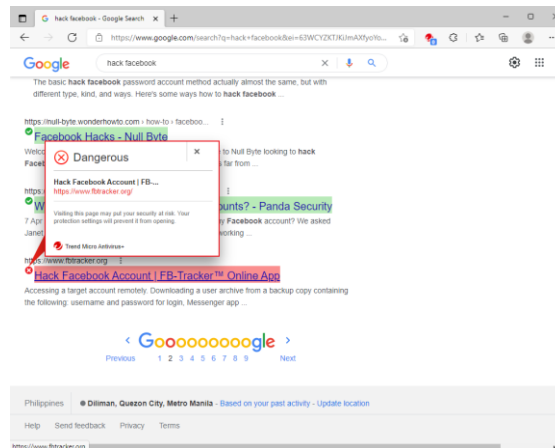 hack facebook - Google Search
https://www.google.com/search?q=hack+facebook&ei=63WCYZKTKiJmAXfyoYo...
Google
hack facebook
The basic hack facebook password account method actually almost the same, but with
different type, kind, and ways. Here's some ways how to hack facebook ...
https://null-byte.wonderhowto.com › how-to › faceboo...
Facebook Hacks - Null Byte
Welco
e to Null Byte looking to hack
Faceb
s far from ...
Dangerous
Hack Facebook Account | FB-...
https://www.fbtracker.org/
Visiting this page may put your security at risk. Your
protection settings will prevent it from opening.
Trend Micro Antivirus+
https:
W
ounts? - Panda Security
7 Apr
y Facebook account? We asked
Janet
working ...
https://www.fbtracker.org
Hack Facebook Account | FB-Tracker™ Online App
Accessing a target account remotely. Downloading a user archive from a backup copy containing
the following: username and password for login, Messenger app ...
Goooooooooogle
Previous 1 2 3 4 5 6 7 8 9 Next
Philippines Diliman, Quezon City, Metro Manila - Based on your past activity - Update location
Help Send feedback Privacy Terms
https://www.fbtracker.org